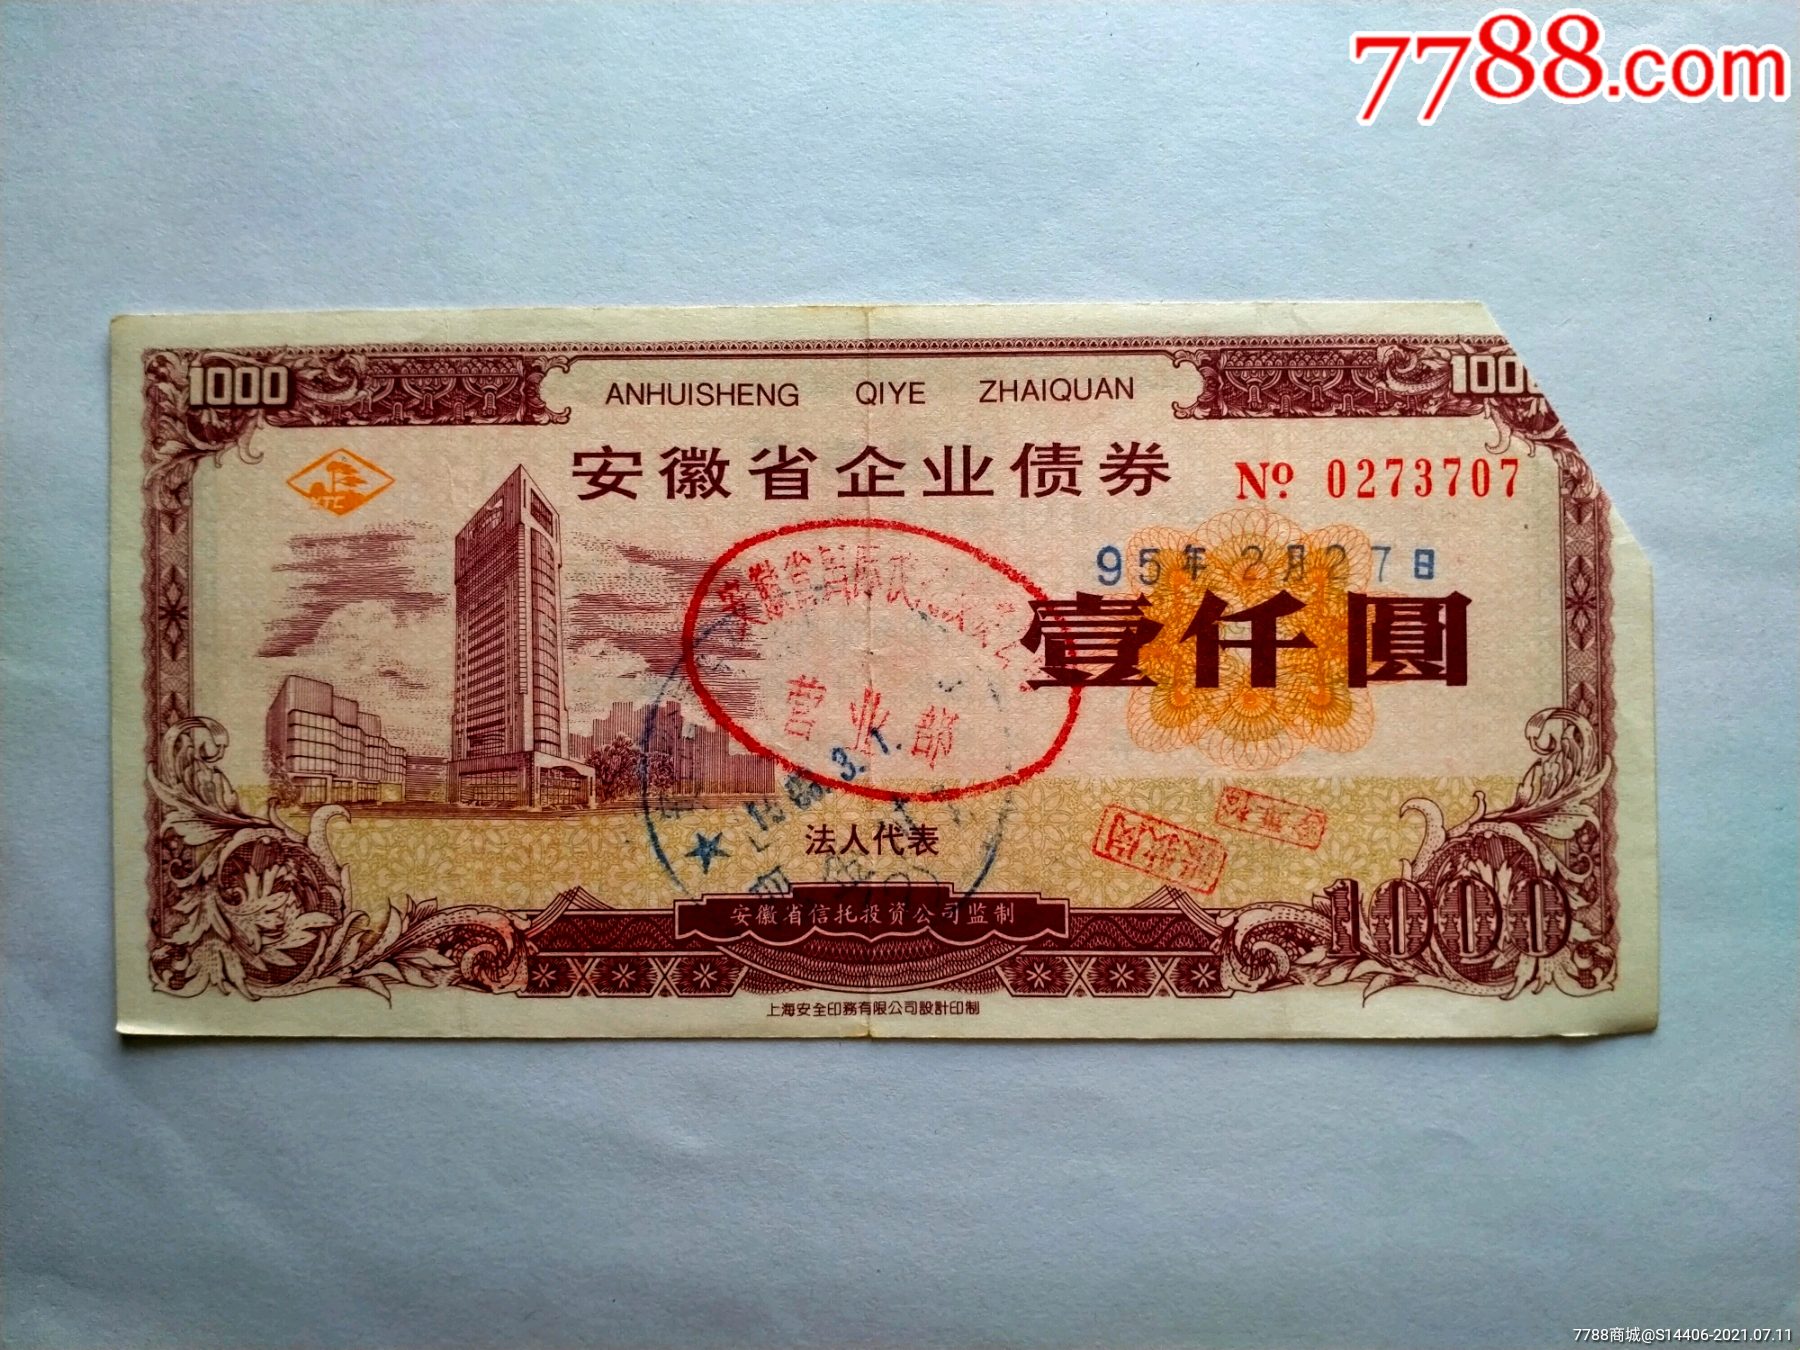 7788.com
1000
ANHUISHENG QIYE ZHAIQUAN
1000
安徽省企业债券
No 0273707
95年2月27日
壹仟圆
营业部
3.1.
法人代表
安徽省信托投资公司监制
1000
上海安全印務有限公司設計印制
7788商城@S14406-2021.07.11